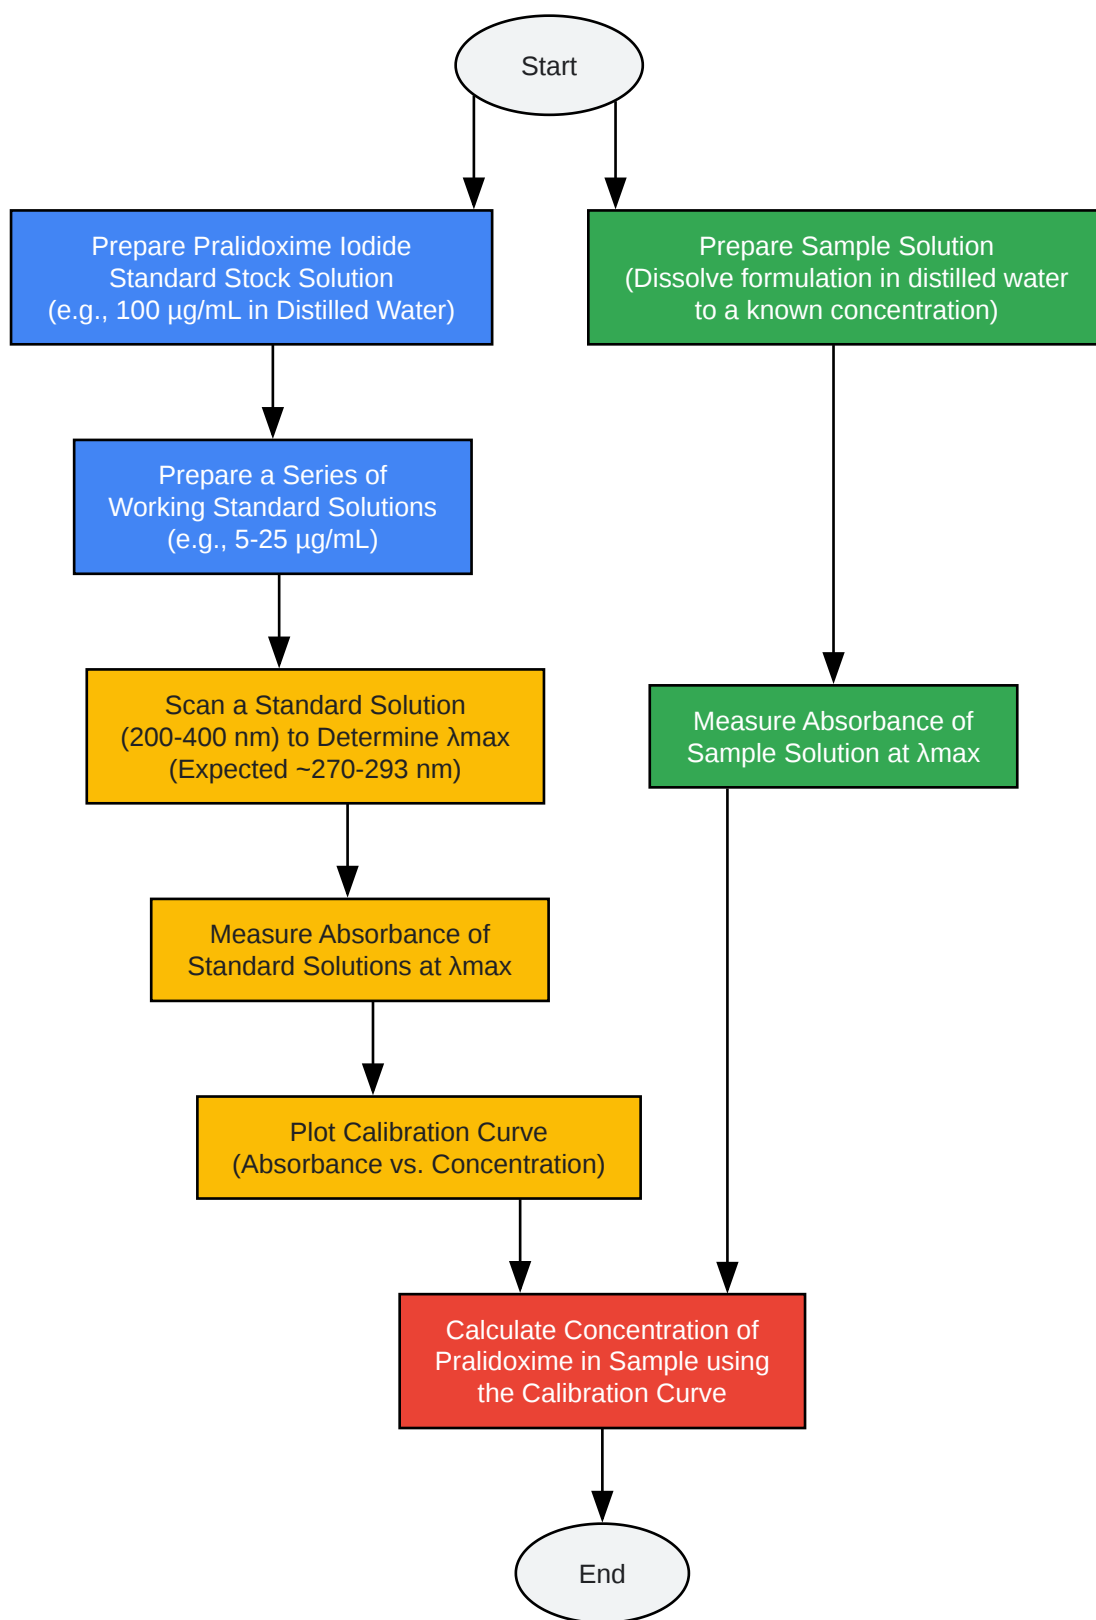 Start
Prepare Pralidoxime Iodide
Standard Stock Solution
(e.g., 100 µg/mL in Distilled Water)
Prepare Sample Solution
(Dissolve formulation in distilled water
to a known concentration)
Prepare a Series of
Working Standard Solutions
(e.g., 5-25 µg/mL)
Scan a Standard Solution
(200-400 nm) to Determine λmax
(Expected ~270-293 nm)
Measure Absorbance of
Sample Solution at λmax
Measure Absorbance of
Standard Solutions at λmax
Plot Calibration Curve
(Absorbance vs. Concentration)
Calculate Concentration of
Pralidoxime in Sample using
the Calibration Curve
End